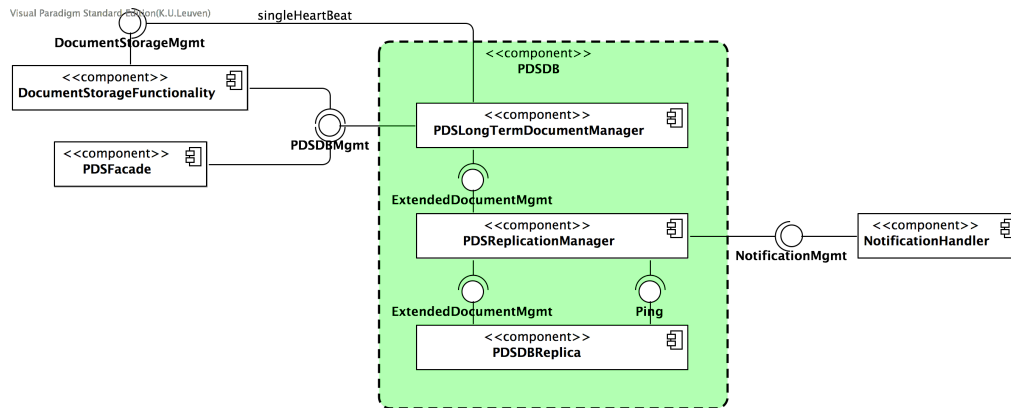 Visual Paradigm Standard Edition(K.U.Leuven)
singleHeartBeat
DocumentStorageMgmt
<<component>>
PDSDB
<<component>>
DocumentStorageFunctionality
<<component>>
PDSLongTermDocumentManager
PDSDBMgmt
<<component>>
PDSFacade
ExtendedDocumentMgmt
<<component>>
PDSReplicationManager
<<component>>
NotificationHandler
NotificationMgmt
ExtendedDocumentMgmt
Ping
<<component>>
PDSDBReplica